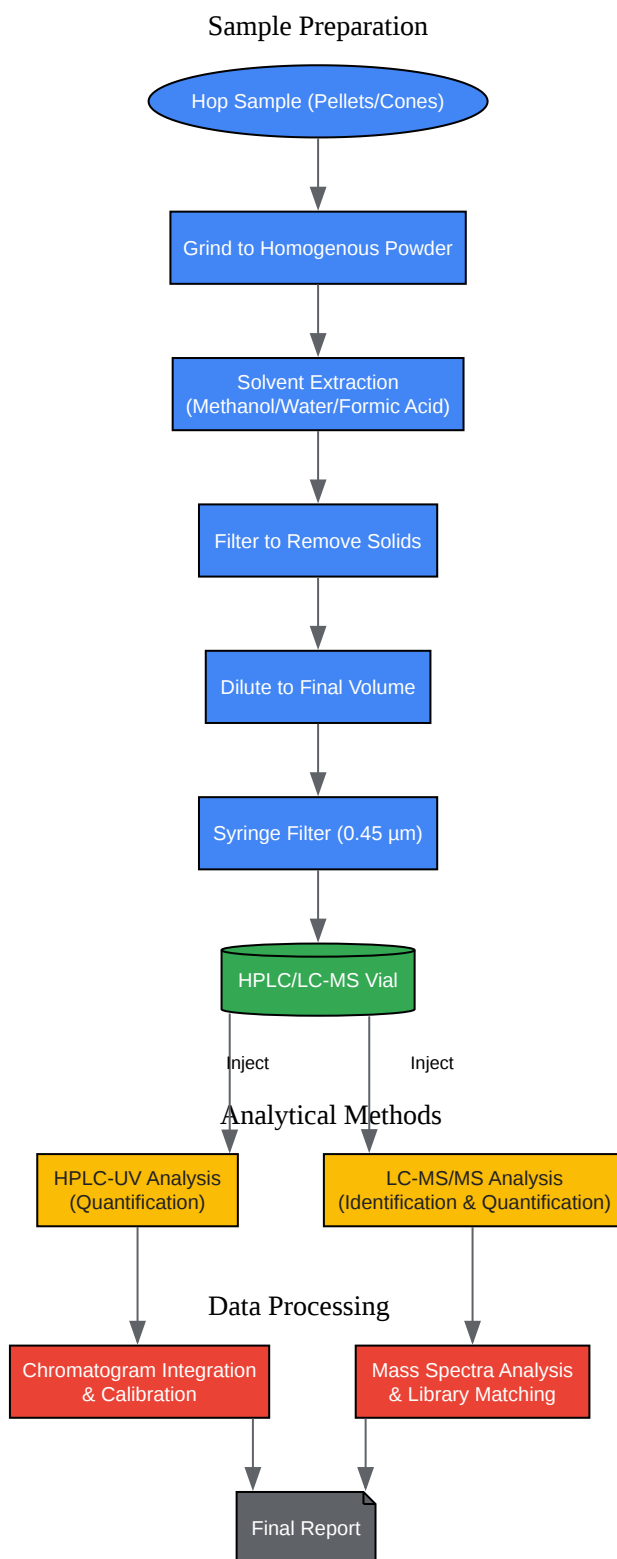 Sample Preparation
Hop Sample (Pellets/Cones)
Grind to Homogenous Powder
Solvent Extraction
(Methanol/Water/Formic Acid)
Filter to Remove Solids
Dilute to Final Volume
Syringe Filter (0.45 µm)
HPLC/LC-MS Vial
Inject
Inject
Analytical Methods
HPLC-UV Analysis
(Quantification)
LC-MS/MS Analysis
(Identification & Quantification)
Data Processing
Chromatogram Integration
& Calibration
Mass Spectra Analysis
& Library Matching
Final Report